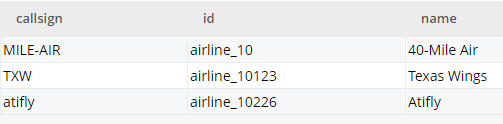 callsign id name
MILE-AIR airline_10 40-Mile Air
TXW airline_10123 Texas Wings
atifly airline_10226 Atifly